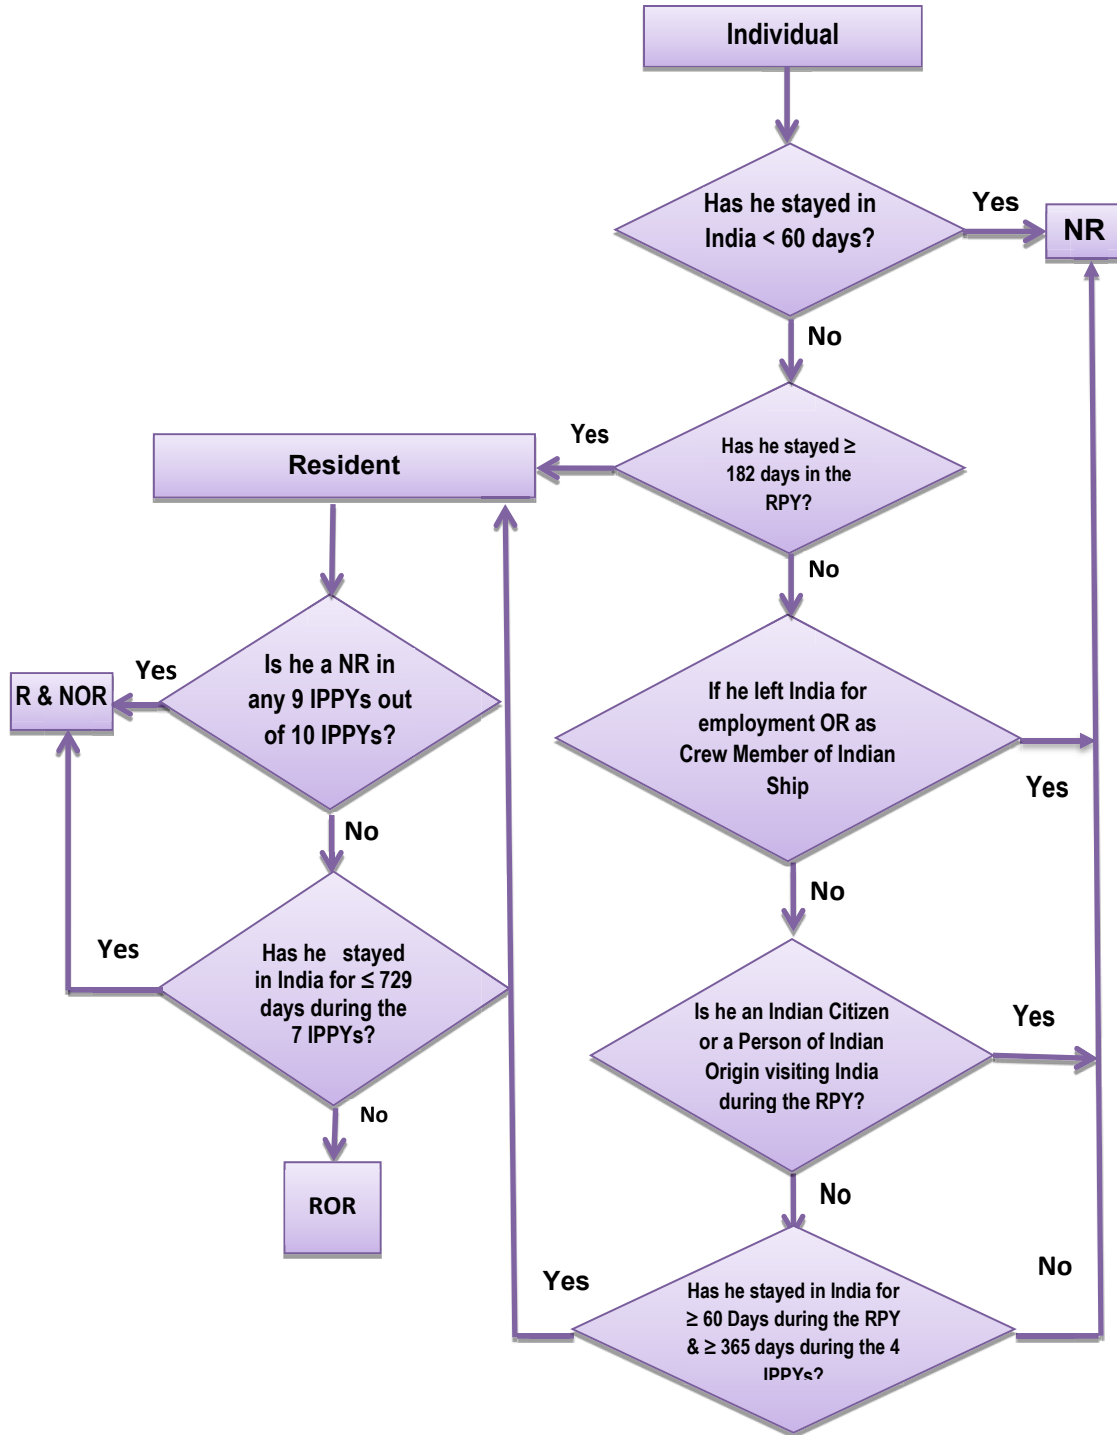 Individual
Has he stayed in
India < 60 days?
Yes
NR
No
Has he stayed ≥
182 days in the
RPY?
Yes
Resident
No
Is he a NR in
any 9 IPPYs out
of 10 IPPYs?
Yes
R & NOR
If he left India for
employment OR as
Crew Member of Indian
Ship
Yes
No
No
Has he stayed
in India for ≤ 729
days during the
7 IPPYs?
Yes
No
ROR
Is he an Indian Citizen
or a Person of Indian
Origin visiting India
during the RPY?
Yes
No
Has he stayed in India for
≥ 60 Days during the RPY
& ≥ 365 days during the 4
IPPYs?
Yes
No